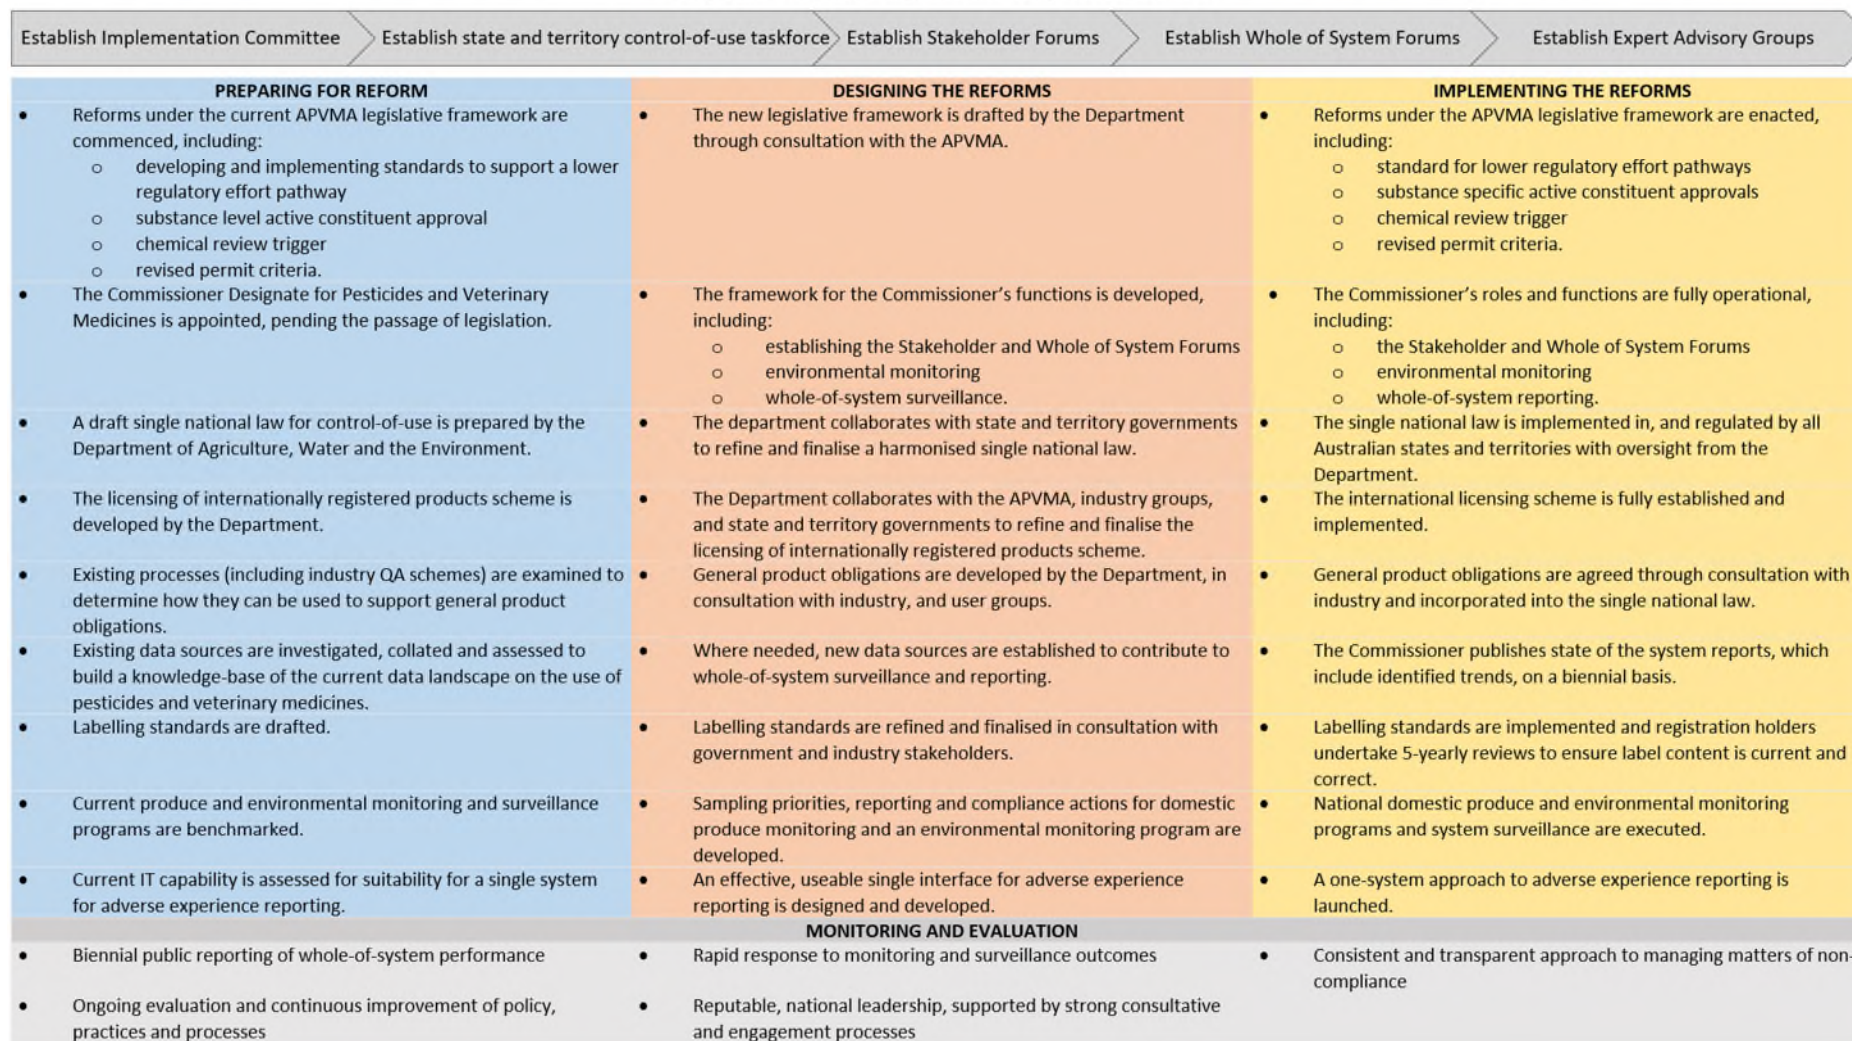 Establish Implementation Committee
Establish state and territory control-of-use taskforce
Establish Stakeholder Forums
Establish Whole of System Forums
Establish Expert Advisory Groups
PREPARING FOR REFORM
DESIGNING THE REFORMS
IMPLEMENTING THE REFORMS
• Reforms under the current APVMA legislative framework are
commenced, including:
o developing and implementing standards to support a lower
regulatory effort pathway
o substance level active constituent approval
o chemical review trigger
o revised permit criteria.
• The new legislative framework is drafted by the Department
through consultation with the APVMA.
• Reforms under the APVMA legislative framework are enacted,
including:
o standard for lower regulatory effort pathways
o substance specific active constituent approvals
o chemical review trigger
o revised permit criteria.
• The Commissioner Designate for Pesticides and Veterinary
Medicines is appointed, pending the passage of legislation.
• The framework for the Commissioner's functions is developed,
including:
o establishing the Stakeholder and Whole of System Forums
o environmental monitoring
o whole-of-system surveillance.
• The Commissioner's roles and functions are fully operational,
including:
o the Stakeholder and Whole of System Forums
o environmental monitoring
o whole-of-system reporting.
• A draft single national law for control-of-use is prepared by the
Department of Agriculture, Water and the Environment.
• The department collaborates with state and territory governments
to refine and finalise a harmonised single national law.
• The single national law is implemented in, and regulated by all
Australian states and territories with oversight from the
Department.
• The licensing of internationally registered products scheme is
developed by the Department.
• The Department collaborates with the APVMA, industry groups,
and state and territory governments to refine and finalise the
licensing of internationally registered products scheme.
• The international licensing scheme is fully established and
implemented.
• Existing processes (including industry QA schemes) are examined to
determine how they can be used to support general product
obligations.
• General product obligations are developed by the Department, in
consultation with industry, and user groups.
• General product obligations are agreed through consultation with
industry and incorporated into the single national law.
• Existing data sources are investigated, collated and assessed to
build a knowledge-base of the current data landscape on the use of
pesticides and veterinary medicines.
• Where needed, new data sources are established to contribute to
whole-of-system surveillance and reporting.
• The Commissioner publishes state of the system reports, which
include identified trends, on a biennial basis.
• Labelling standards are drafted.
• Labelling standards are refined and finalised in consultation with
government and industry stakeholders.
• Labelling standards are implemented and registration holders
undertake 5-yearly reviews to ensure label content is current and
correct.
• Current produce and environmental monitoring and surveillance
programs are benchmarked.
• Sampling priorities, reporting and compliance actions for domestic
produce monitoring and an environmental monitoring program are
developed.
• National domestic produce and environmental monitoring
programs and system surveillance are executed.
• Current IT capability is assessed for suitability for a single system
for adverse experience reporting.
• An effective, useable single interface for adverse experience
reporting is designed and developed.
• A one-system approach to adverse experience reporting is
launched.
MONITORING AND EVALUATION
• Biennial public reporting of whole-of-system performance
• Rapid response to monitoring and surveillance outcomes
• Consistent and transparent approach to managing matters of non-
compliance
• Ongoing evaluation and continuous improvement of policy,
practices and processes
• Reputable, national leadership, supported by strong consultative
and engagement processes